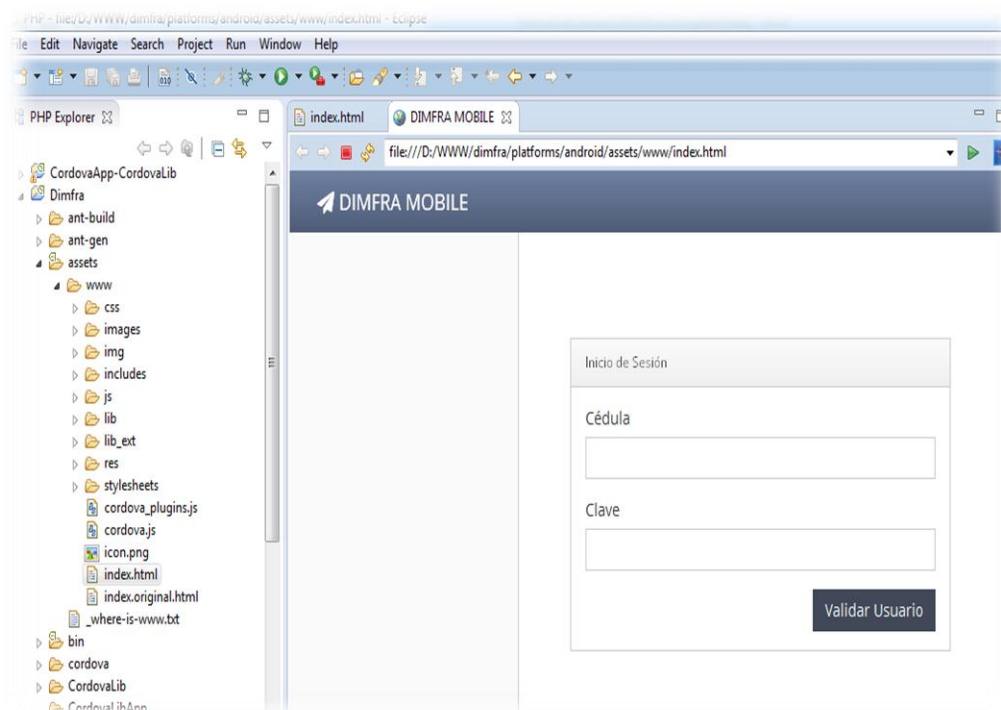 PHP - file:/D:/WWW/dimfra/platforms/android/assets/www/index.html - Eclipse
File Edit Navigate Search Project Run Window Help
PHP Explorer
index.html
DIMFRA MOBILE
file:///D:/WWW/dimfra/platforms/android/assets/www/index.html
CordovaApp-CordovaLib
Dimfra
ant-build
ant-gen
assets
www
css
images
img
includes
js
lib
lib_ext
res
stylesheets
cordova_plugins.js
cordova.js
icon.png
index.html
index.original.html
_where-is-www.txt
bin
cordova
CordovaLib
CordovaLibApp
DIMFRA MOBILE
Inicio de Sesión
Cédula
Clave
Validar Usuario